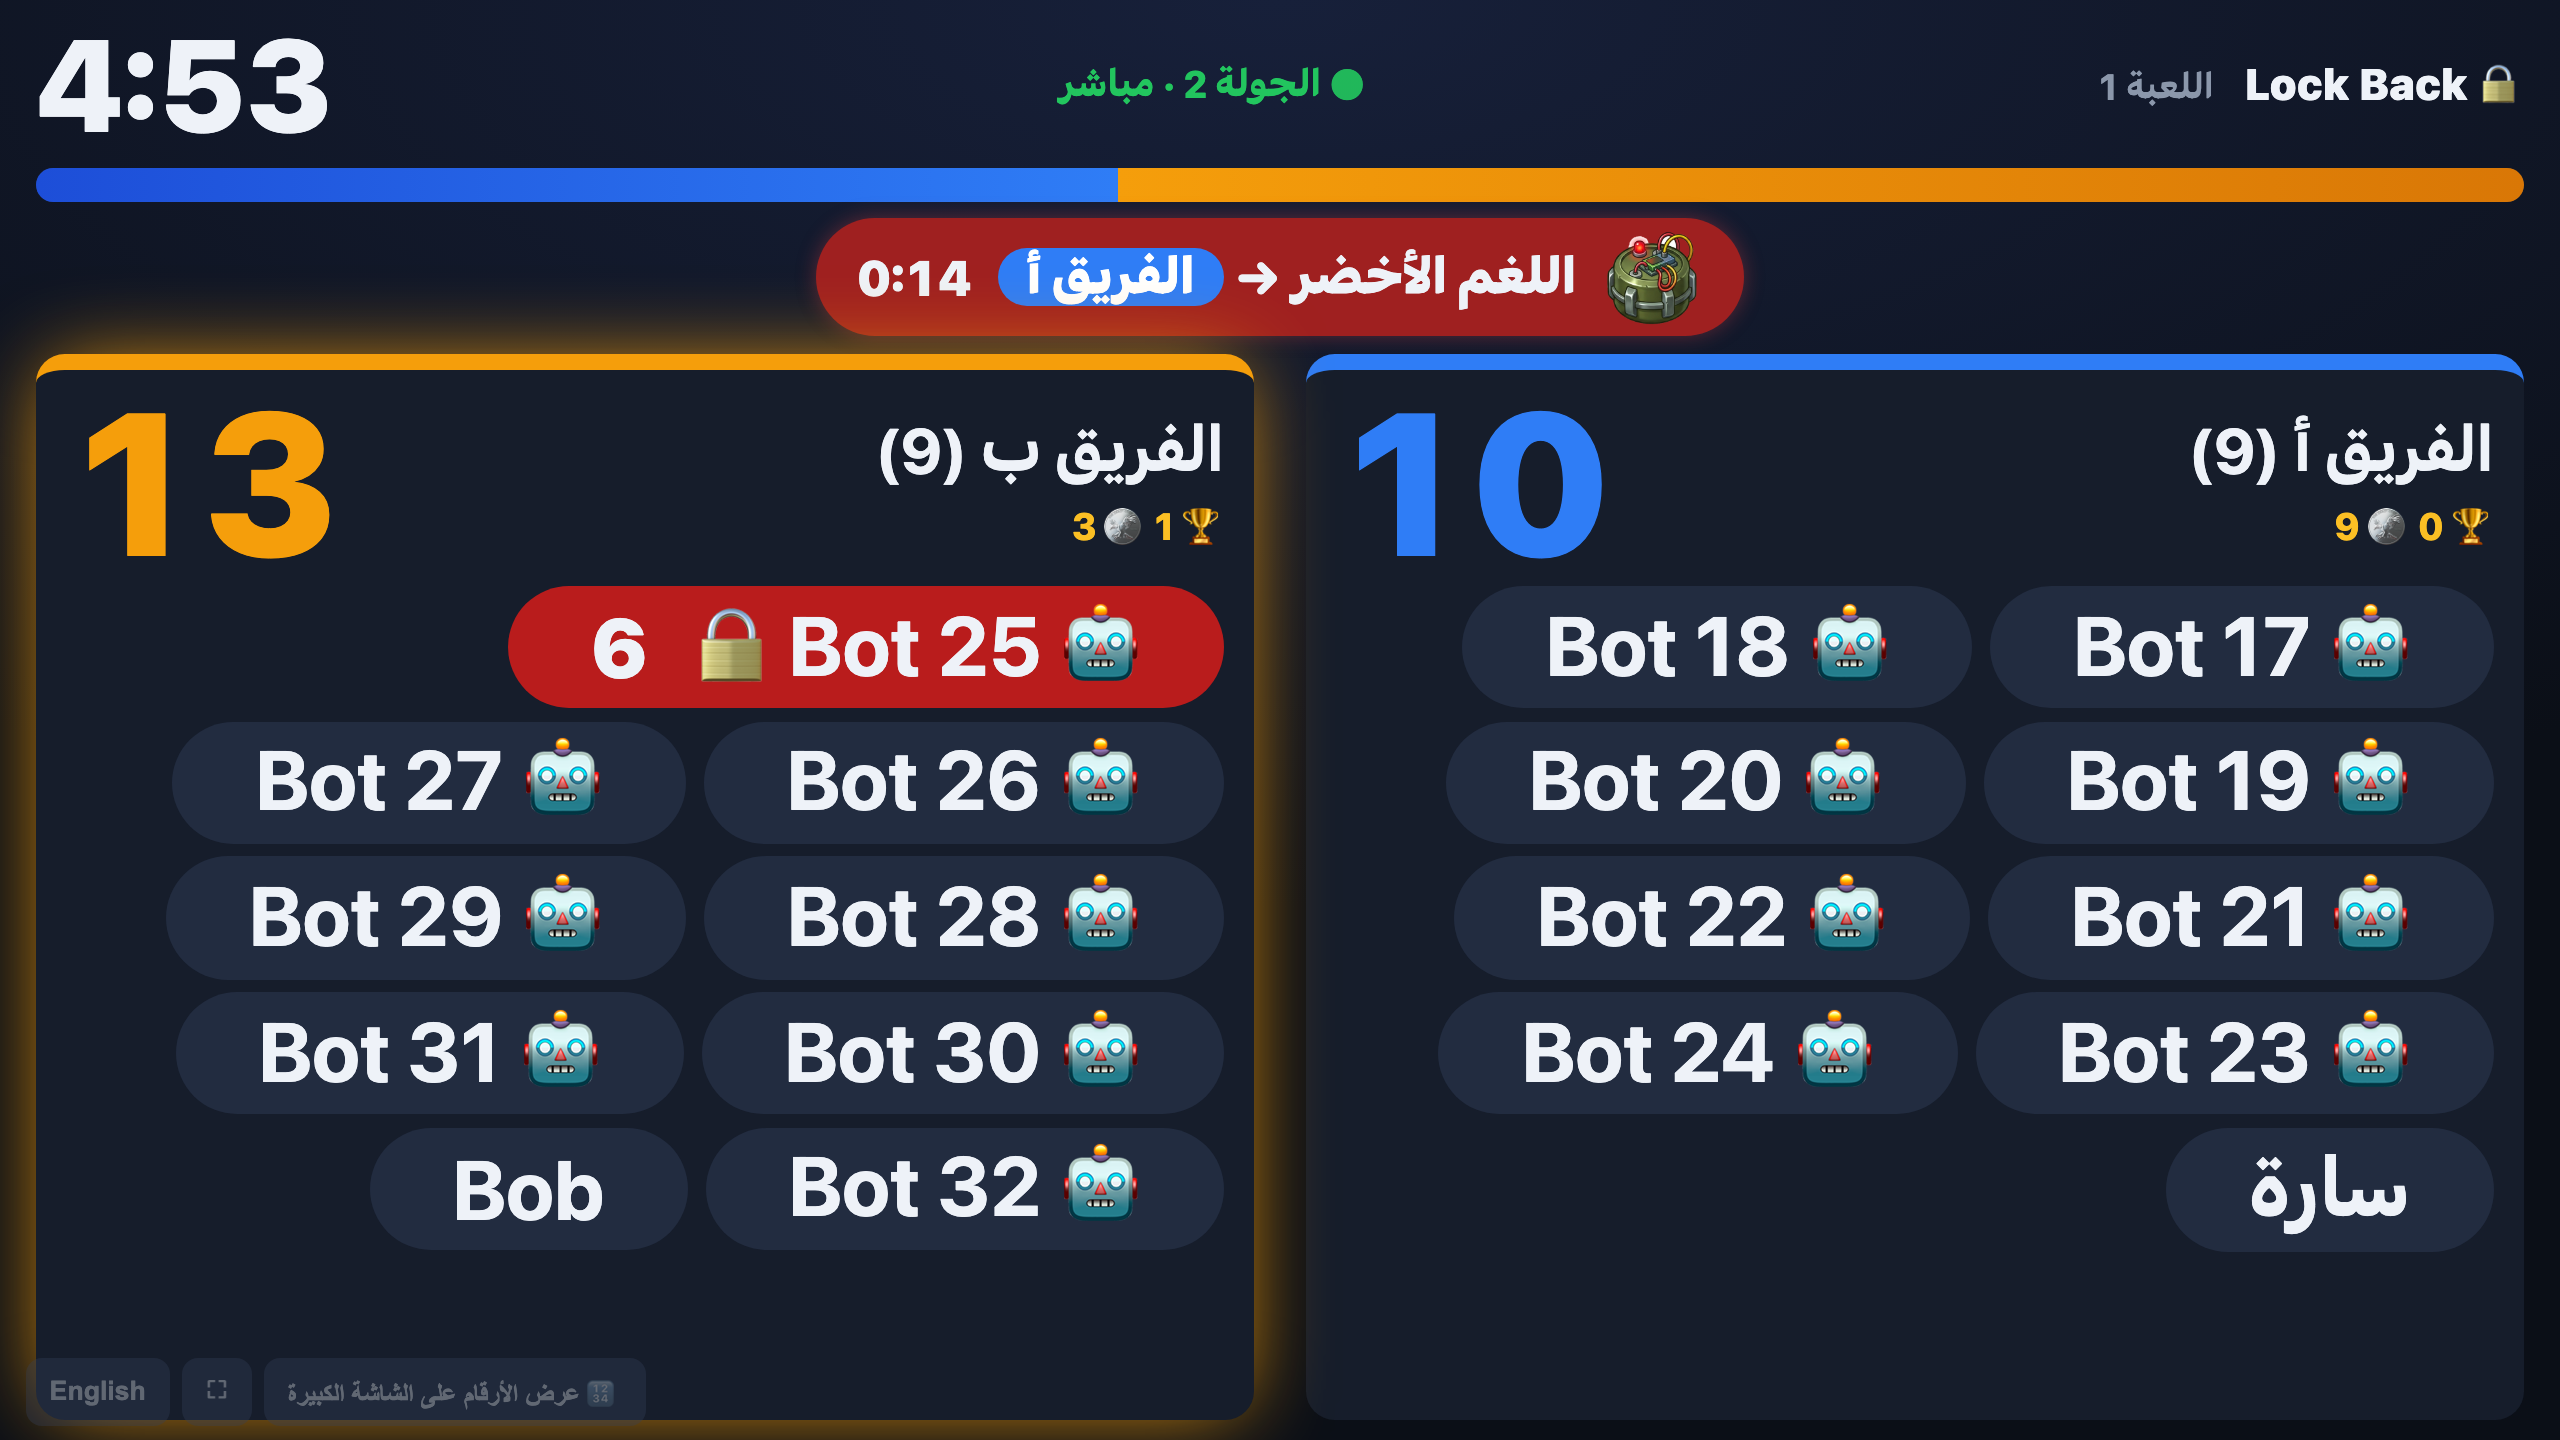 🔒 Lock Back اللعبة 1
الجولة 2 · مباشر
4:53
اللغم الأخضر → الفريق أ 0:14
الفريق أ (9)
10
🏆 0 🌑 9
🤖 Bot 17
🤖 Bot 18
🤖 Bot 19
🤖 Bot 20
🤖 Bot 21
🤖 Bot 22
🤖 Bot 23
🤖 Bot 24
سارة
الفريق ب (9)
13
🏆 1 🌑 3
🤖 Bot 25 🔒 6
🤖 Bot 26
🤖 Bot 27
🤖 Bot 28
🤖 Bot 29
🤖 Bot 30
🤖 Bot 31
🤖 Bot 32
Bob
🔢 عرض الأرقام على الشاشة الكبيرة
English